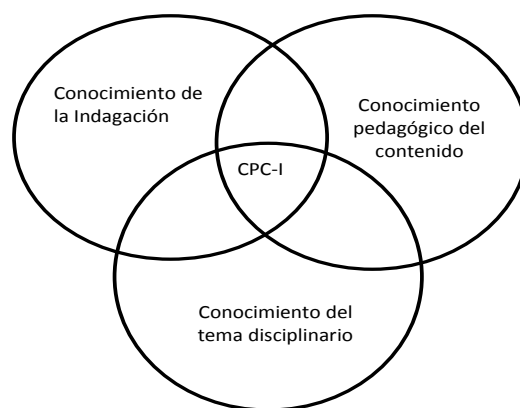 Conocimiento de
la Indagación
Conocimiento
pedagógico del
contenido
CPC-I
Conocimiento del
tema disciplinario